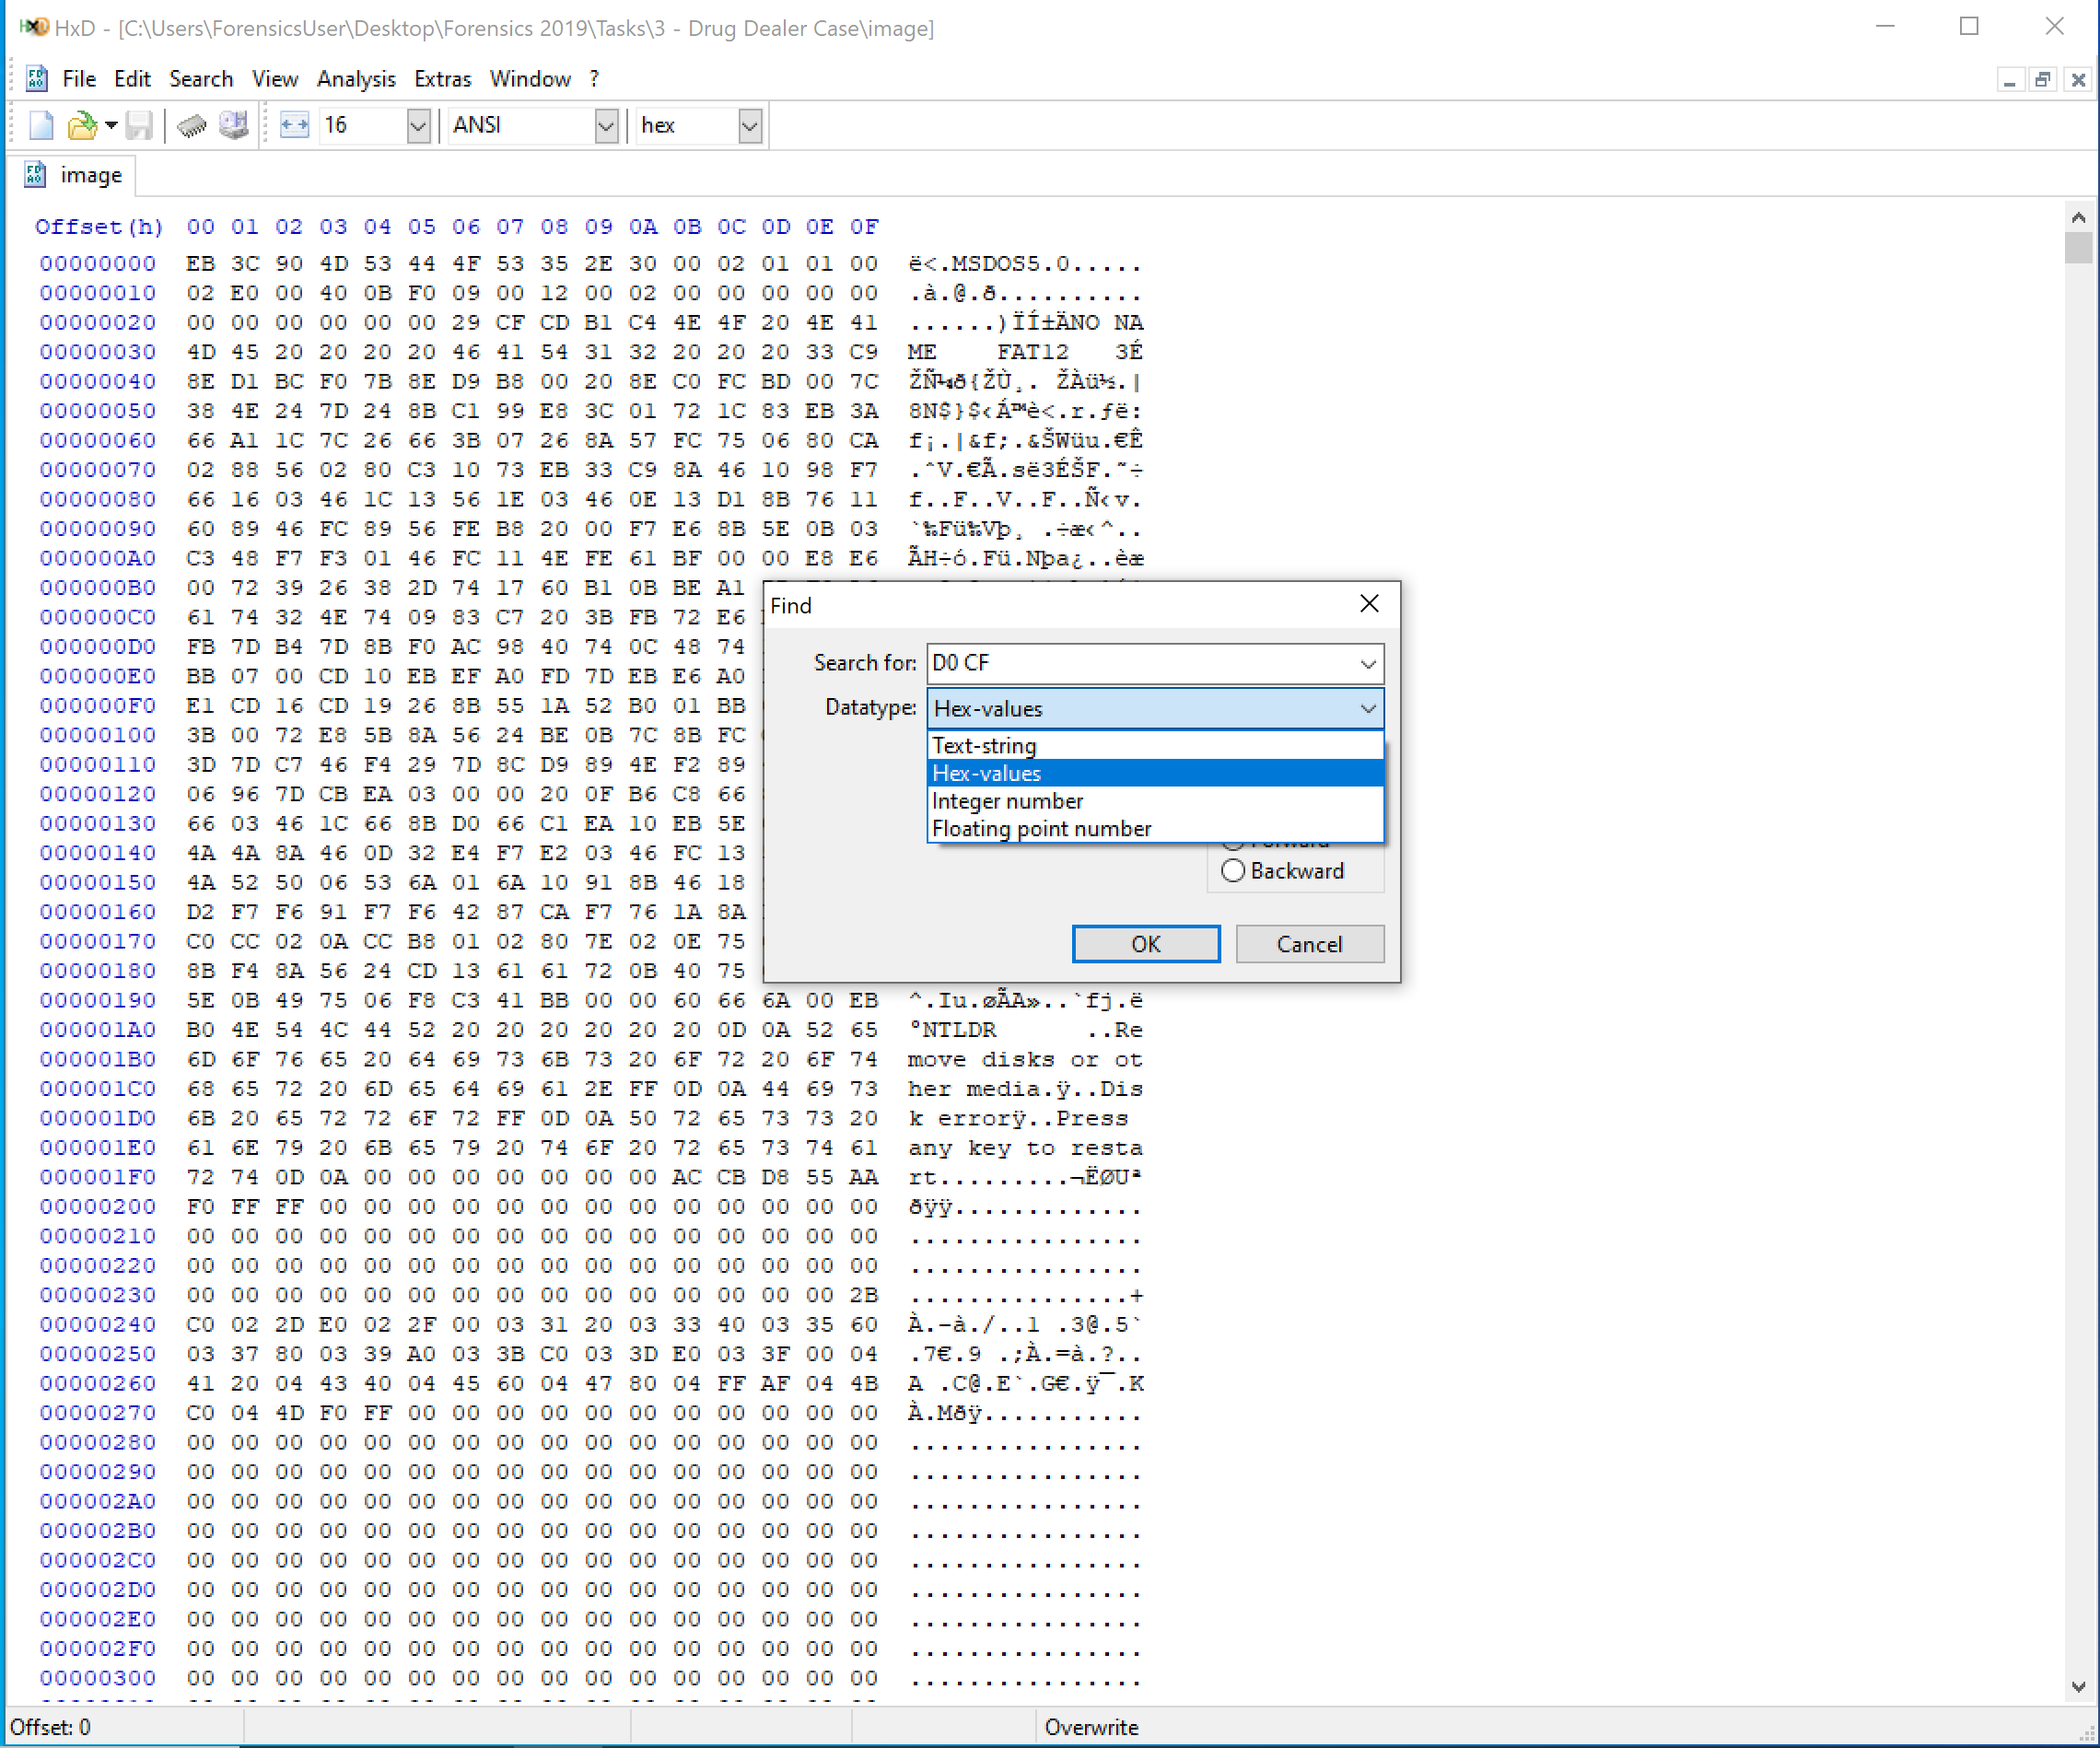 HxD - [C:\Users\ForensicsUser\Desktop\Forensics 2019\Tasks\3 - Drug Dealer Case\image]
File Edit Search View Analysis Extras Window ?
16 ANSI hex
image
Offset(h) 00 01 02 03 04 05 06 07 08 09 0A 0B 0C 0D 0E 0F
00000000 EB 3C 90 4D 53 44 4F 53 35 2E 30 00 02 01 01 00 ë<.MSDOS5.0.....
00000010 02 E0 00 40 0B F0 09 00 12 00 02 00 00 00 00 00 .à.@.ð..........
00000020 00 00 00 00 00 00 29 CF CD B1 C4 4E 4F 20 4E 41 ......)ÏÍ±ÄNO NA
00000030 4D 45 20 20 20 20 46 41 54 31 32 20 20 20 33 C9 ME    FAT12   3É
00000040 8E D1 BC F0 7B 8E D9 B8 00 20 8E C0 FC BD 00 7C ŽÑ¼ð{ŽÙ¸. ŽÀü½.|
00000050 38 4E 24 7D 24 8B C1 99 E8 3C 01 72 1C 83 EB 3A 8N$}$‹Á™è<.r.ƒë:
00000060 66 A1 1C 7C 26 66 3B 07 26 8A 57 FC 75 06 80 CA f¡.|&f;.&ŠWüu.€Ê
00000070 02 88 56 02 80 C3 10 73 EB 33 C9 8A 46 10 98 F7 .ˆV.€Ã.së3ÉŠF.˜÷
00000080 66 16 03 46 1C 13 56 1E 03 46 0E 13 D1 8B 76 11 f..F..V..F..Ñ‹v.
00000090 60 89 46 FC 89 56 FE B8 20 00 F7 E6 8B 5E 0B 03 `‰Fü‰Vþ¸ .÷æ‹^..
000000A0 C3 48 F7 F3 01 46 FC 11 4E FE 61 BF 00 00 E8 E6 ÃH÷ó.Fü.Nþa¿..èæ
000000B0 00 72 39 26 38 2D 74 17 60 B1 0B BE A1
000000C0 61 74 32 4E 74 09 83 C7 20 3B FB 72 E6
000000D0 FB 7D B4 7D 8B F0 AC 98 40 74 0C 48 74
000000E0 BB 07 00 CD 10 EB EF A0 FD 7D EB E6 A0
000000F0 E1 CD 16 CD 19 26 8B 55 1A 52 B0 01 BB
00000100 3B 00 72 E8 5B 8A 56 24 BE 0B 7C 8B FC
00000110 3D 7D C7 46 F4 29 7D 8C D9 89 4E F2 89
00000120 06 96 7D CB EA 03 00 00 20 0F B6 C8 66
00000130 66 03 46 1C 66 8B D0 66 C1 EA 10 EB 5E
00000140 4A 4A 8A 46 0D 32 E4 F7 E2 03 46 FC 13
00000150 4A 52 50 06 53 6A 01 6A 10 91 8B 46 18
00000160 D2 F7 F6 91 F7 F6 42 87 CA F7 76 1A 8A
00000170 C0 CC 02 0A CC B8 01 02 80 7E 02 0E 75
00000180 8B F4 8A 56 24 CD 13 61 61 72 0B 40 75
00000190 5E 0B 49 75 06 F8 C3 41 BB 00 00 60 66 6A 00 EB ^.Iu.øÃA»..`fj.ë
000001A0 B0 4E 54 4C 44 52 20 20 20 20 20 20 0D 0A 52 65 °NTLDR      ..Re
000001B0 6D 6F 76 65 20 64 69 73 6B 73 20 6F 72 20 6F 74 move disks or ot
000001C0 68 65 72 20 6D 65 64 69 61 2E FF 0D 0A 44 69 73 her media.ÿ..Dis
000001D0 6B 20 65 72 72 6F 72 FF 0D 0A 50 72 65 73 73 20 k errorÿ..Press
000001E0 61 6E 79 20 6B 65 79 20 74 6F 20 72 65 73 74 61 any key to resta
000001F0 72 74 0D 0A 00 00 00 00 00 00 00 AC CB D8 55 AA rt.........¬ËØUª
00000200 F0 FF FF 00 00 00 00 00 00 00 00 00 00 00 00 00 ðÿÿ.............
00000210 00 00 00 00 00 00 00 00 00 00 00 00 00 00 00 00 ................
00000220 00 00 00 00 00 00 00 00 00 00 00 00 00 00 00 00 ................
00000230 00 00 00 00 00 00 00 00 00 00 00 00 00 00 00 2B ...............+
00000240 C0 02 2D E0 02 2F 00 03 31 20 03 33 40 03 35 60 À.-à./..1 .3@.5`
00000250 03 37 80 03 39 A0 03 3B C0 03 3D E0 03 3F 00 04 .7€.9 .;À.=à.?..
00000260 41 20 04 43 40 04 45 60 04 47 80 04 FF AF 04 4B A .C@.E`.G€.ÿ¯.K
00000270 C0 04 4D F0 FF 00 00 00 00 00 00 00 00 00 00 00 À.Mðÿ...........
00000280 00 00 00 00 00 00 00 00 00 00 00 00 00 00 00 00 ................
00000290 00 00 00 00 00 00 00 00 00 00 00 00 00 00 00 00 ................
000002A0 00 00 00 00 00 00 00 00 00 00 00 00 00 00 00 00 ................
000002B0 00 00 00 00 00 00 00 00 00 00 00 00 00 00 00 00 ................
000002C0 00 00 00 00 00 00 00 00 00 00 00 00 00 00 00 00 ................
000002D0 00 00 00 00 00 00 00 00 00 00 00 00 00 00 00 00 ................
000002E0 00 00 00 00 00 00 00 00 00 00 00 00 00 00 00 00 ................
000002F0 00 00 00 00 00 00 00 00 00 00 00 00 00 00 00 00 ................
00000300 00 00 00 00 00 00 00 00 00 00 00 00 00 00 00 00 ................
Find
Search for: D0 CF
Datatype: Hex-values
Text-string
Hex-values
Integer number
Floating point number
Backward
OK Cancel
Offset: 0 Overwrite